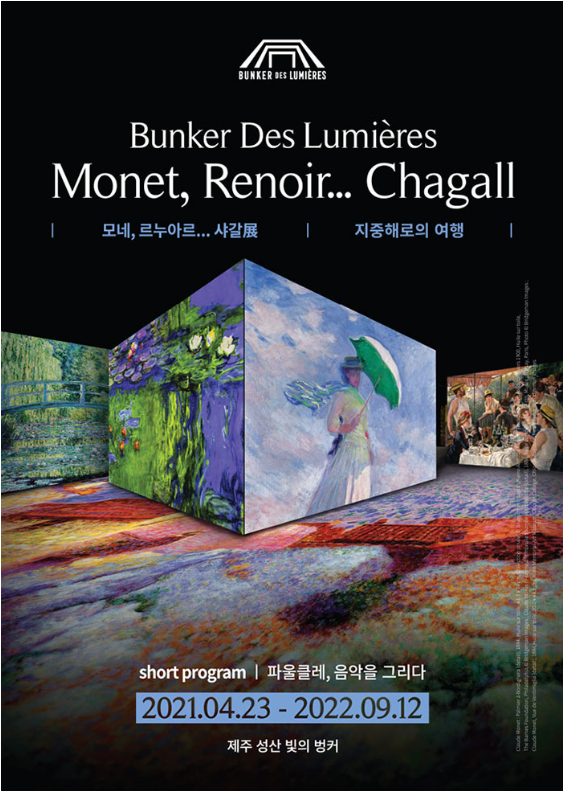 BUNKER DES LUMIÈRES
Bunker Des Lumières
Monet, Renoir... Chagall
| 모네, 르누아르... 샤갈展 | 지중해로의 여행 |
short program | 파울클레, 음악을 그리다
2021.04.23 - 2022.09.12
제주 성산 빛의 벙커